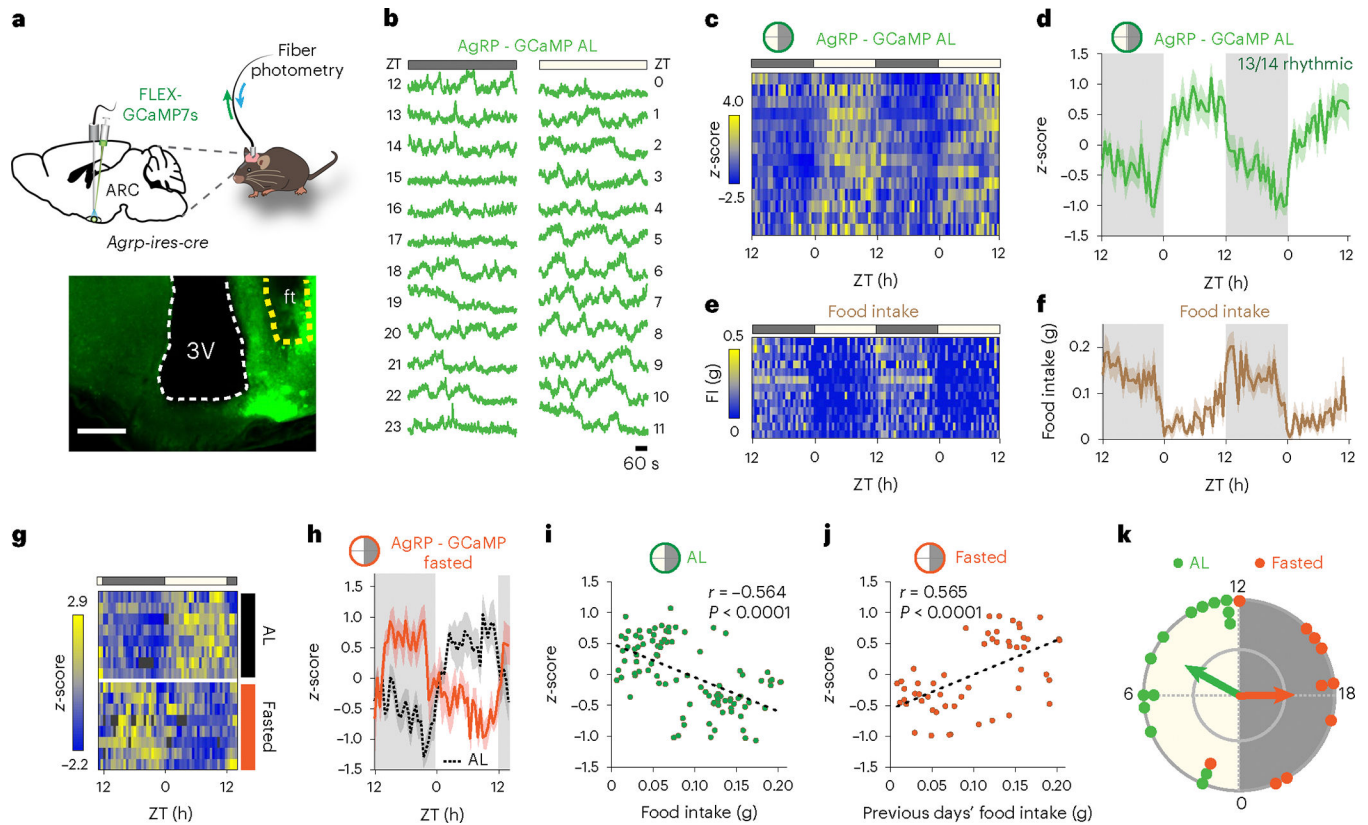 a
Fiber
photometry
FLEX-
GCaMP7s
ARC
Agrp-ires-cre
3V
ft
b
AgRP - GCaMP AL
ZT
ZT
12
0
13
1
14
2
15
3
16
4
17
5
18
6
19
7
20
8
21
9
22
10
23
11
60 s
c
AgRP - GCaMP AL
4.0
z-score
−2.5
12 0 12 0 12
ZT (h)
d
AgRP - GCaMP AL
13/14 rhythmic
1.5
1.0
0.5
0
−0.5
−1.0
−1.5
z-score
12 0 12 0 12
ZT (h)
e
Food intake
0.5
FI (g)
0
12 0 12 0 12
ZT (h)
f
Food intake
0.2
0.1
0
Food intake (g)
12 0 12 0 12
ZT (h)
g
2.9
z-score
−2.2
AL
Fasted
12 0 12
ZT (h)
h
AgRP - GCaMP
fasted
1.5
1.0
0.5
0
−0.5
−1.0
−1.5
z-score
AL
12 0 12
ZT (h)
i
AL
r = −0.564
P < 0.0001
1.5
1.0
0.5
0
−0.5
−1.0
−1.5
z-score
0 0.05 0.10 0.15 0.20
Food intake (g)
j
Fasted
r = 0.565
P < 0.0001
1.5
1.0
0.5
0
−0.5
−1.0
−1.5
z-score
0 0.05 0.10 0.15 0.20
Previous days’ food intake (g)
k
AL
Fasted
12
6
18
0